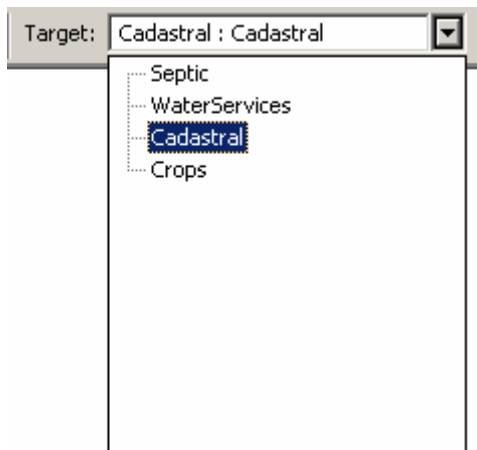 Target: Cadastral : Cadastral
Septic
WaterServices
Cadastral
Crops